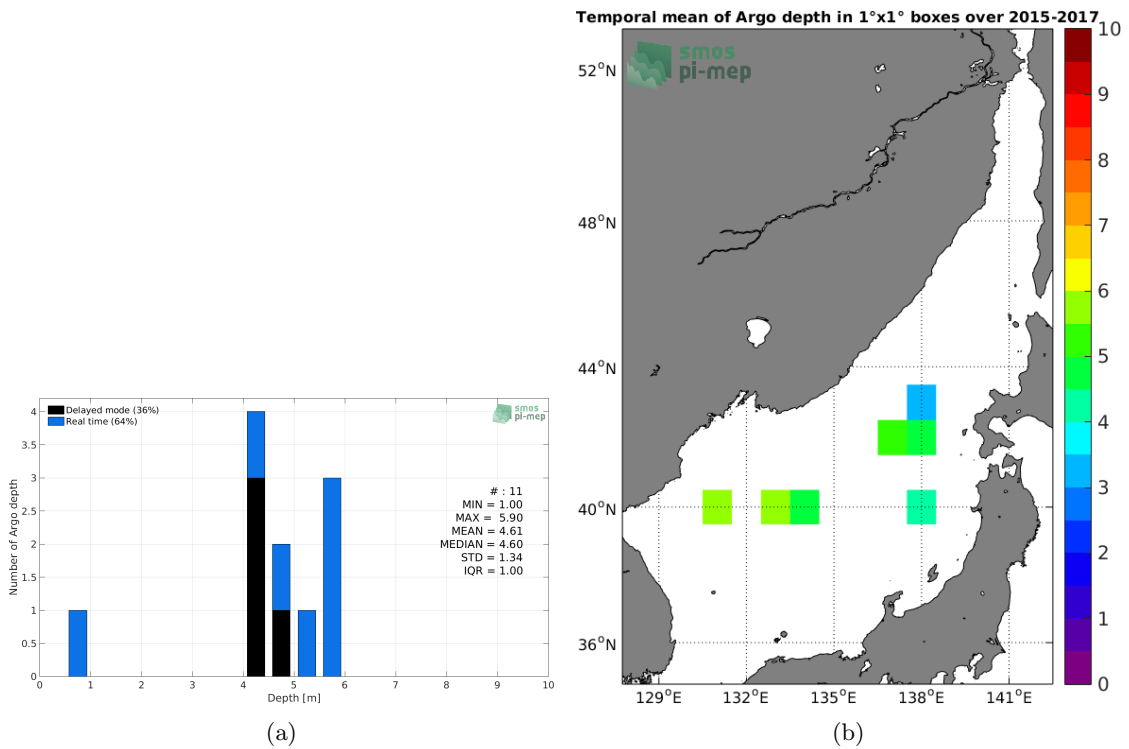 Delayed mode (36%)
Real time (64%)
smos
pi-mep
# : 11
MIN = 1.00
MAX = 5.90
MEAN = 4.61
MEDIAN = 4.60
STD = 1.34
IQR = 1.00
Number of Argo depth
4
3.5
3
2.5
2
1.5
1
0.5
0
0 1 2 3 4 5 6 7 8 9 10
Depth [m]
(a)
Temporal mean of Argo depth in 1°x1° boxes over 2015-2017
smos
pi-mep
52°N
48°N
44°N
40°N
36°N
129°E 132°E 135°E 138°E 141°E
10
9
8
7
6
5
4
3
2
1
0
(b)